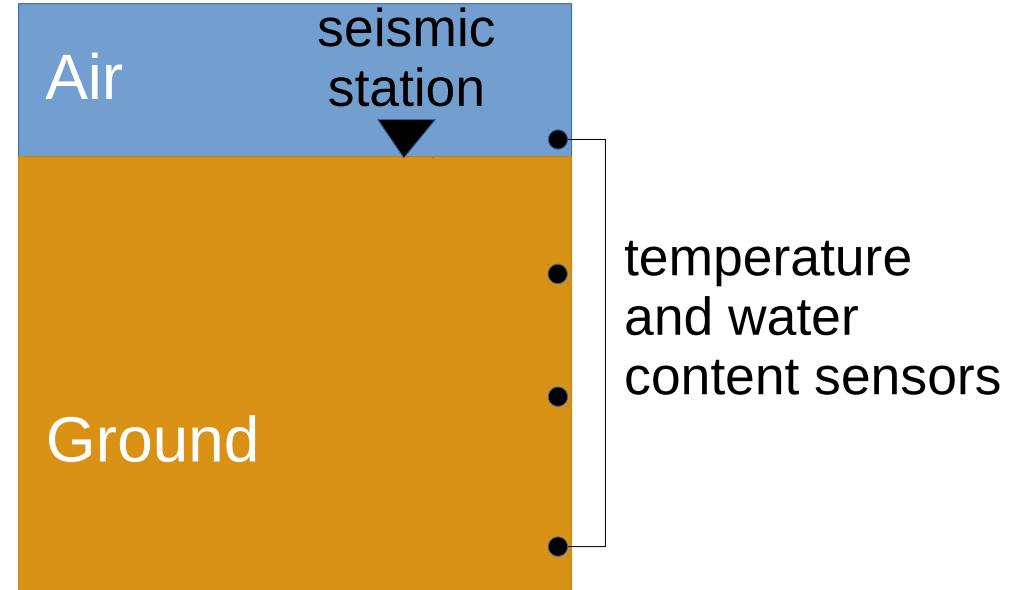 seismic
station
Air
temperature
and water
content sensors
Ground